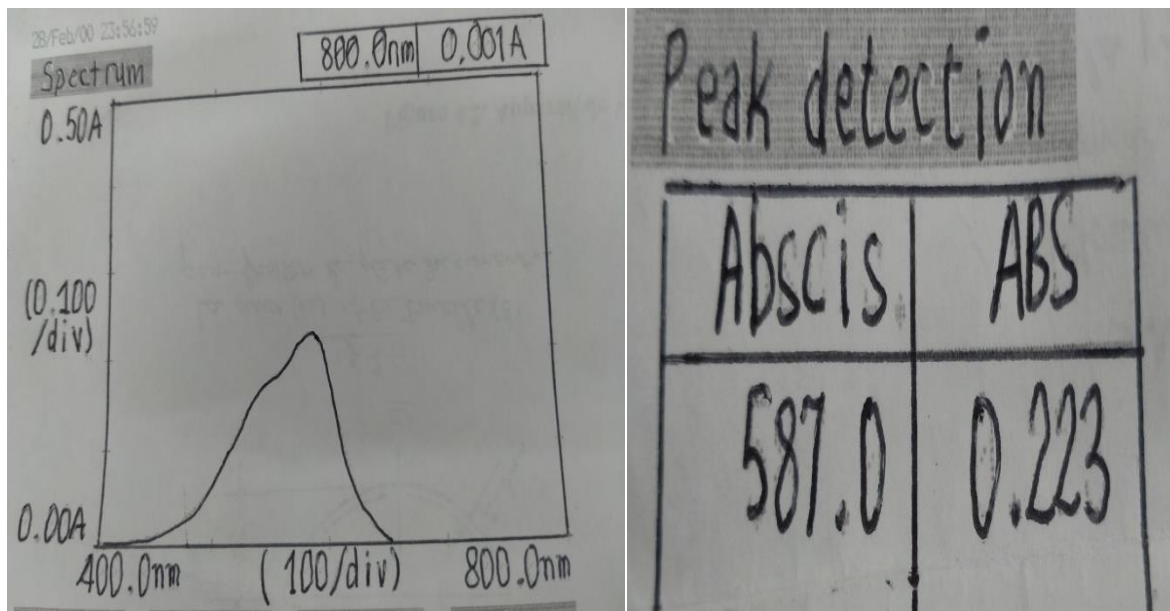 28/Feb/00 23:56:59
800.0nm 0.001A
Spectrum
0.50A
(0.100
/div)
0.00A
400.0nm (100/div) 800.0nm
Peak detection
Abscis ABS
587.0 0.223